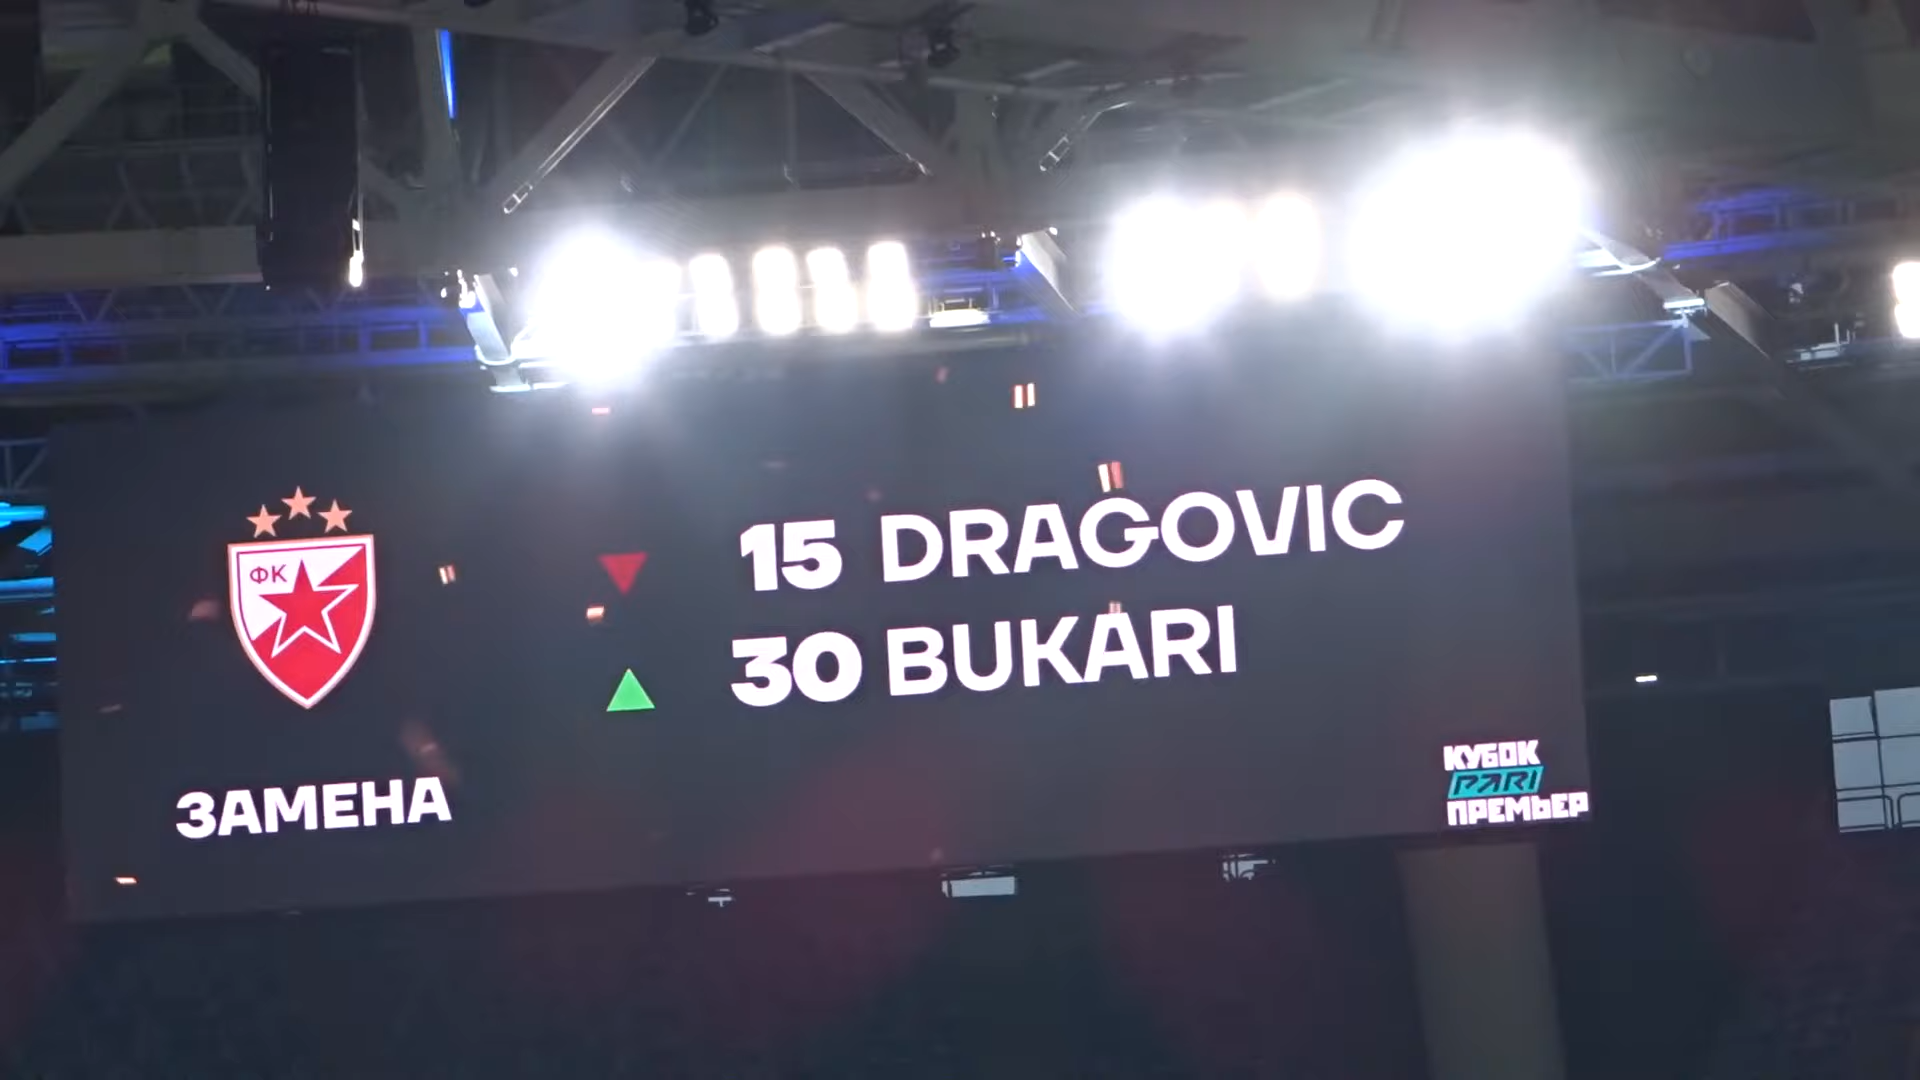 ФК
15 DRAGOVIC
30 BUKARI
ЗАМЕНА
КУБОК
PARI
ПРЕМЬЕР